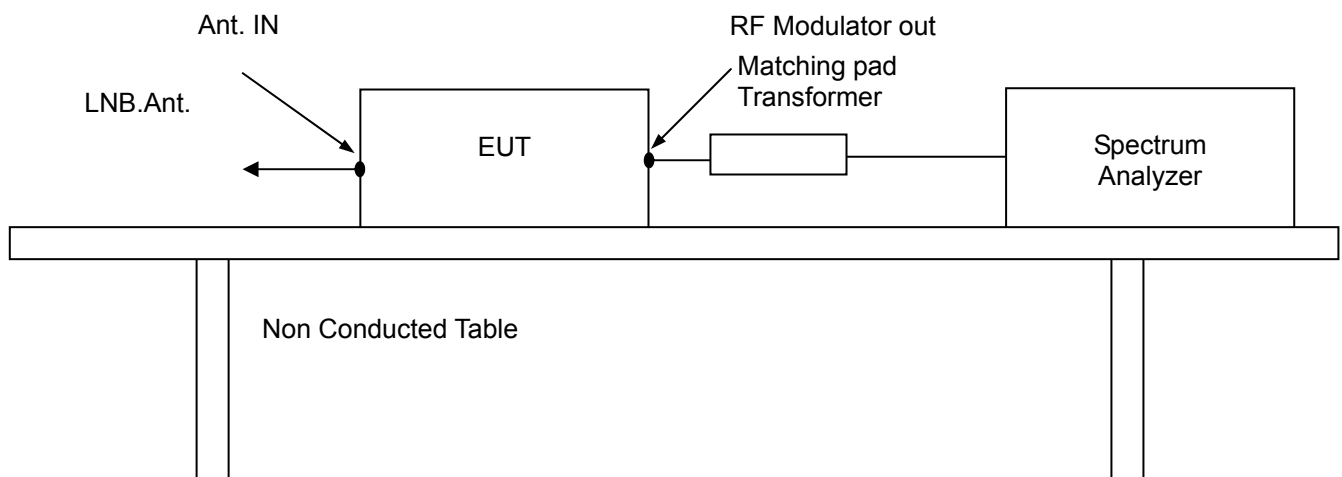 Ant. IN
RF Modulator out
LNB.Ant.
Matching pad
Transformer
EUT
Spectrum
Analyzer
Non Conducted Table